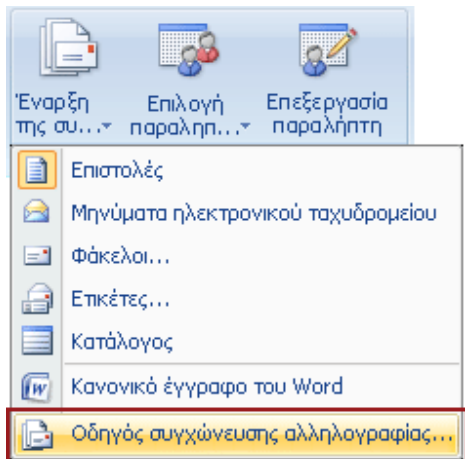 Έναρξη
της συ...
Επιλογή
παραληπ...
Επεξεργασία
παραλήπτη
Επιστολές
Μηνύματα ηλεκτρονικού ταχυδρομείου
Φάκελοι...
Ετικέτες...
Κατάλογος
Κανονικό έγγραφο του Word
Οδηγός συγχώνευσης αλληλογραφίας...